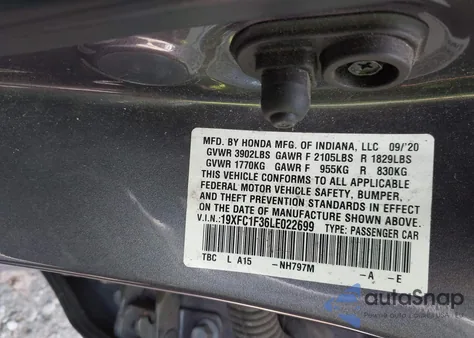 MFD. BY HONDA MFG. OF INDIANA, LLC 09/'20
GVWR 3902LBS GAWR F 2105LBS R 1829LBS
GVWR 1770KG GAWR F 955KG R 830KG
THIS VEHICLE CONFORMS TO ALL APPLICABLE
FEDERAL MOTOR VEHICLE SAFETY, BUMPER,
AND THEFT PREVENTION STANDARDS IN EFFECT
ON THE DATE OF MANUFACTURE SHOWN ABOVE.
V.I.N: 19XFC1F36LE022699 TYPE: PASSENGER CAR
TBC L A15 -NH797M -A -E
autoSnap